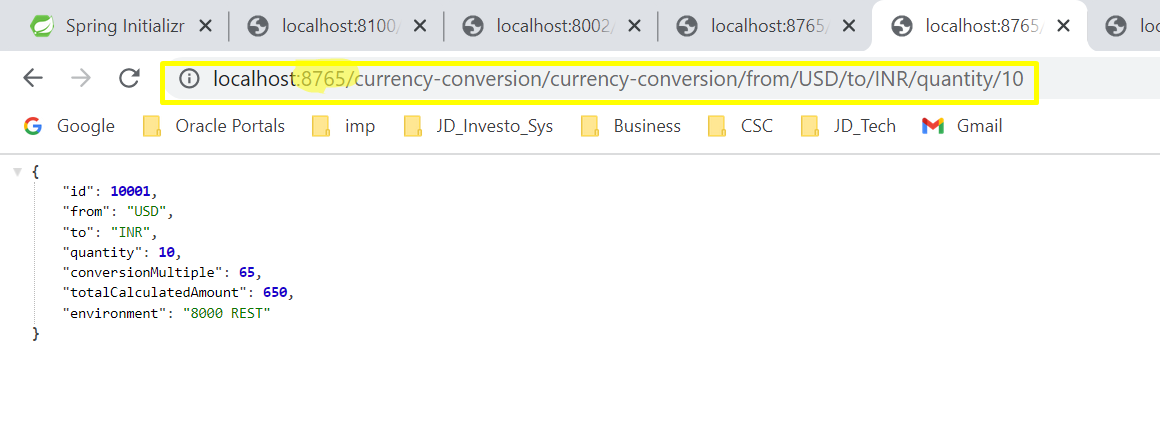 Spring Initializr localhost:8100/ localhost:8002/ localhost:8765/ localhost:8765/ loc
localhost:8765/currency-conversion/currency-conversion/from/USD/to/INR/quantity/10
Google Oracle Portals imp JD_Investo_Sys Business CSC JD_Tech Gmail
{
"id": 10001,
"from": "USD",
"to": "INR",
"quantity": 10,
"conversionMultiple": 65,
"totalCalculatedAmount": 650,
"environment": "8000 REST"
}